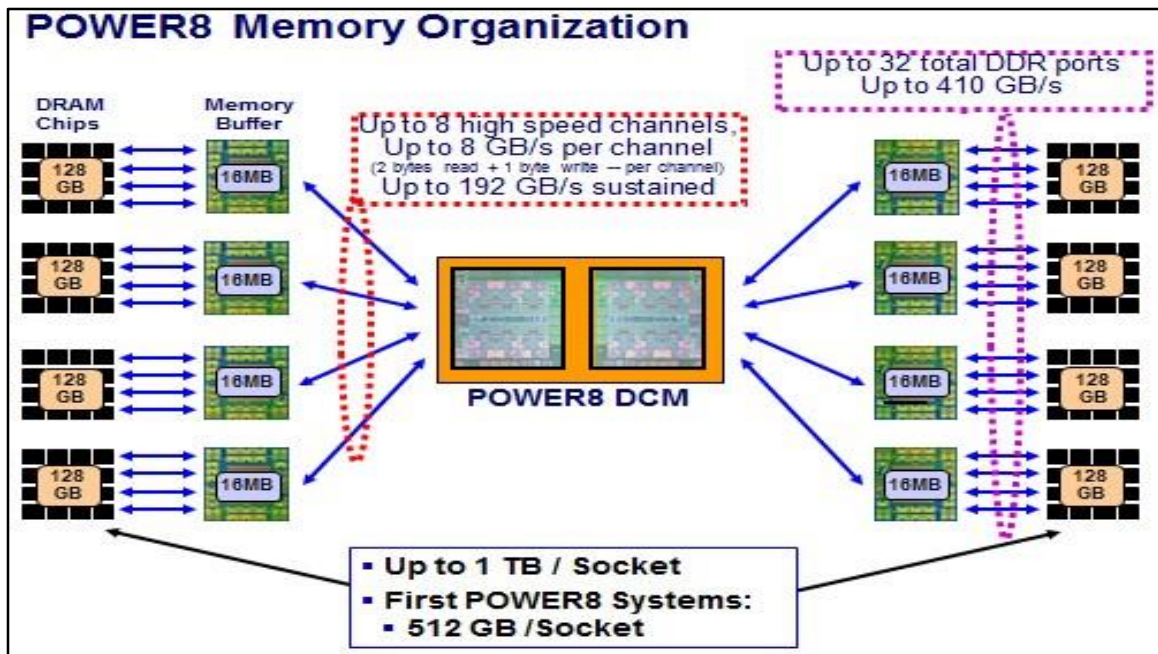 POWER8 Memory Organization
Up to 32 total DDR ports
Up to 410 GB/s
DRAM
Chips
Memory
Buffer
Up to 8 high speed channels,
Up to 8 GB/s per channel
(2 bytes read + 1 byte write — per channel)
Up to 192 GB/s sustained
128
GB
16MB
16MB
128
GB
128
GB
16MB
16MB
128
GB
128
GB
16MB
16MB
128
GB
POWER8 DCM
128
GB
16MB
16MB
128
GB
▪ Up to 1 TB / Socket
▪ First POWER8 Systems:
▪ 512 GB /Socket